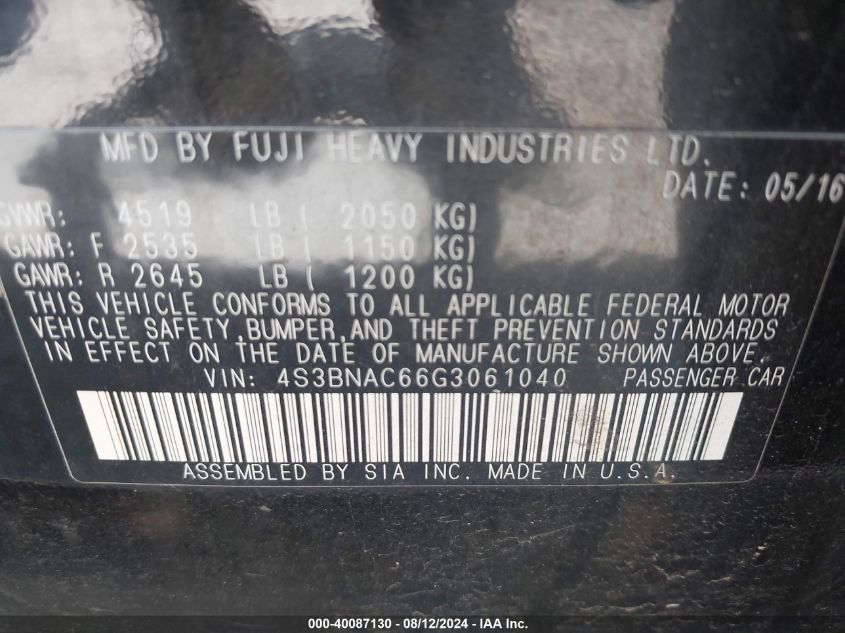 MFD BY FUJI HEAVY INDUSTRIES LTD.
DATE: 05/16
GVWR: 4519 LB ( 2050 KG)
GAWR: F 2535 LB ( 1150 KG)
GAWR: R 2645 LB ( 1200 KG)
THIS VEHICLE CONFORMS TO ALL APPLICABLE FEDERAL MOTOR
VEHICLE SAFETY,BUMPER,AND THEFT PREVENTION STANDARDS
IN EFFECT ON THE DATE OF MANUFACTURE SHOWN ABOVE.
VIN: 4S3BNAC66G3061040 PASSENGER CAR
ASSEMBLED BY SIA INC. MADE IN U.S.A.
000-40087130 - 08/12/2024 - IAA Inc.